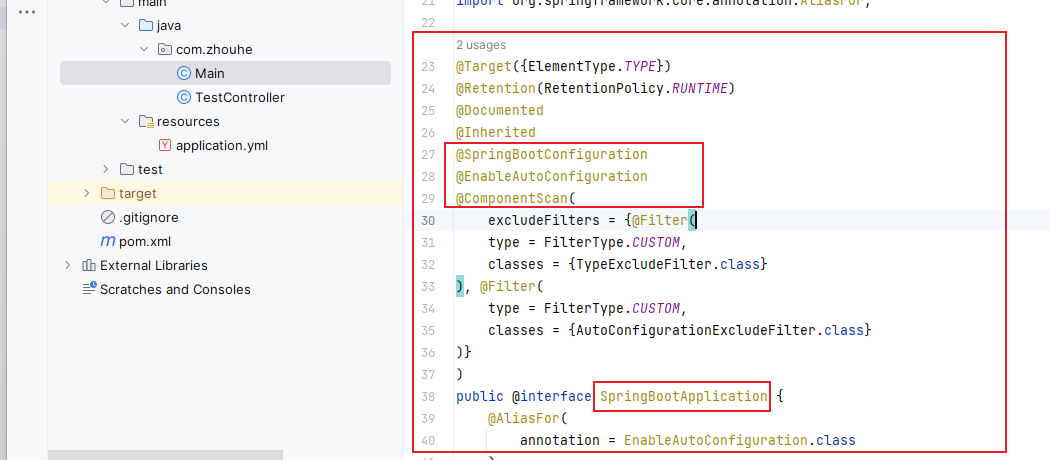 main
java
com.zhouhe
Main
TestController
resources
Y application.yml
test
target
.gitignore
m pom.xml
External Libraries
Scratches and Consoles
21 import org.springframework.core.annotation.AliasFor;
22
2 usages
23 @Target({ElementType.TYPE})
24 @Retention(RetentionPolicy.RUNTIME)
25 @Documented
26 @Inherited
27 @SpringBootConfiguration
28 @EnableAutoConfiguration
29 @ComponentScan(
30 excludeFilters = {@Filter(
31 type = FilterType.CUSTOM,
32 classes = {TypeExcludeFilter.class}
33 ), @Filter(
34 type = FilterType.CUSTOM,
35 classes = {AutoConfigurationExcludeFilter.class}
36 )}
37 )
38 public @interface SpringBootApplication {
39 @AliasFor(
40 annotation = EnableAutoConfiguration.class